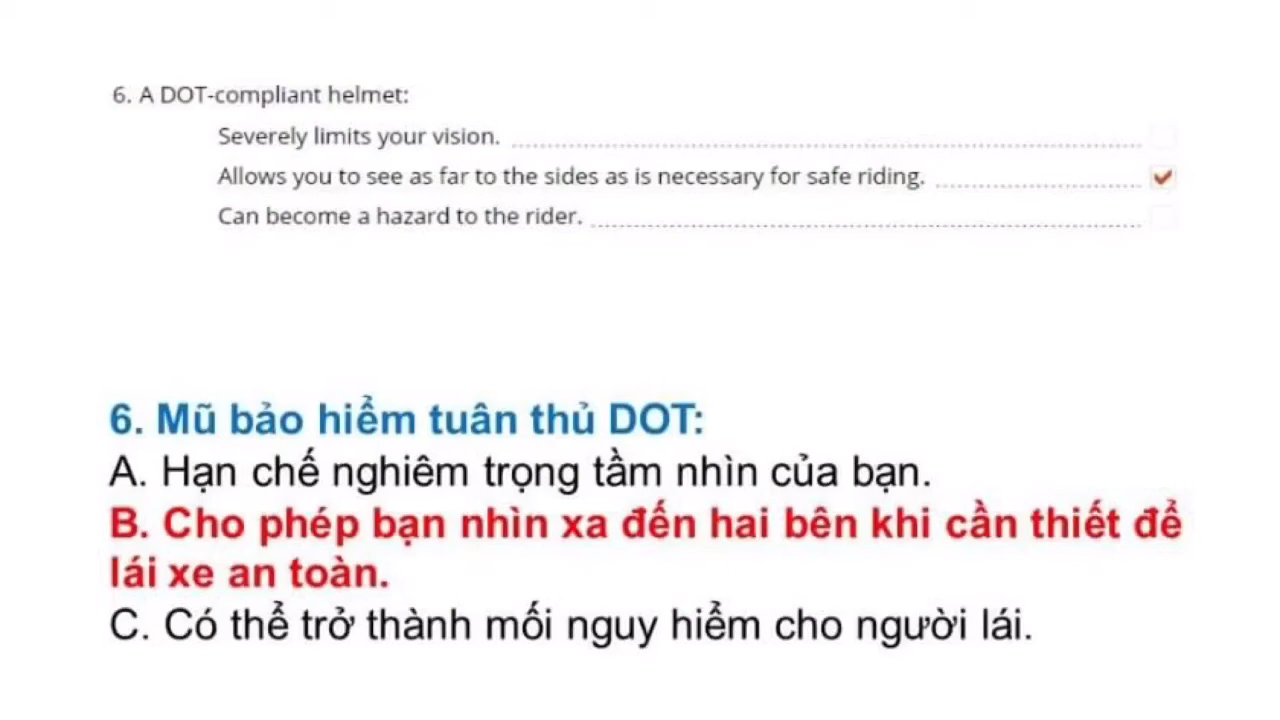 6. A DOT-compliant helmet:
Severely limits your vision.
Allows you to see as far to the sides as is necessary for safe riding.
Can become a hazard to the rider.
6. Mũ bảo hiểm tuân thủ DOT:
A. Hạn chế nghiêm trọng tầm nhìn của bạn.
B. Cho phép bạn nhìn xa đến hai bên khi cần thiết để
lái xe an toàn.
C. Có thể trở thành mối nguy hiểm cho người lái.